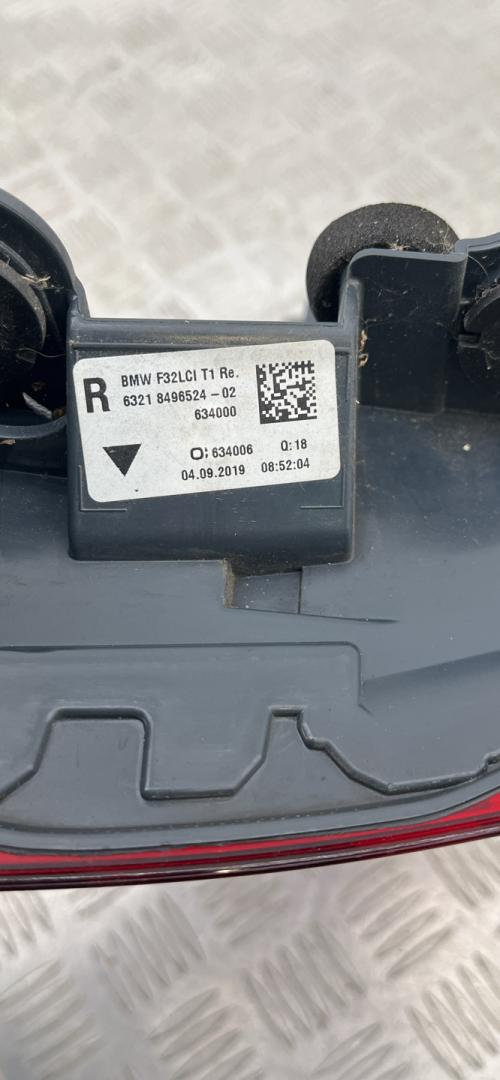 R BMW F32LCI T1 Re.
6321 8496524 -02
634000
O: 634006 Q: 18
04.09.2019 08:52:04